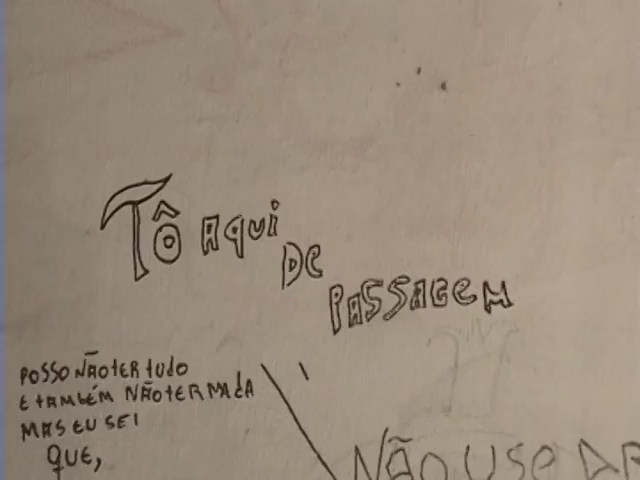 Tô AQUI
DE
PASSAGEM
POSSO NÃO TER TUDO
E TAMBÉM NÃO TER NADA
MAS EU SEI
QUE,
NÃO USE